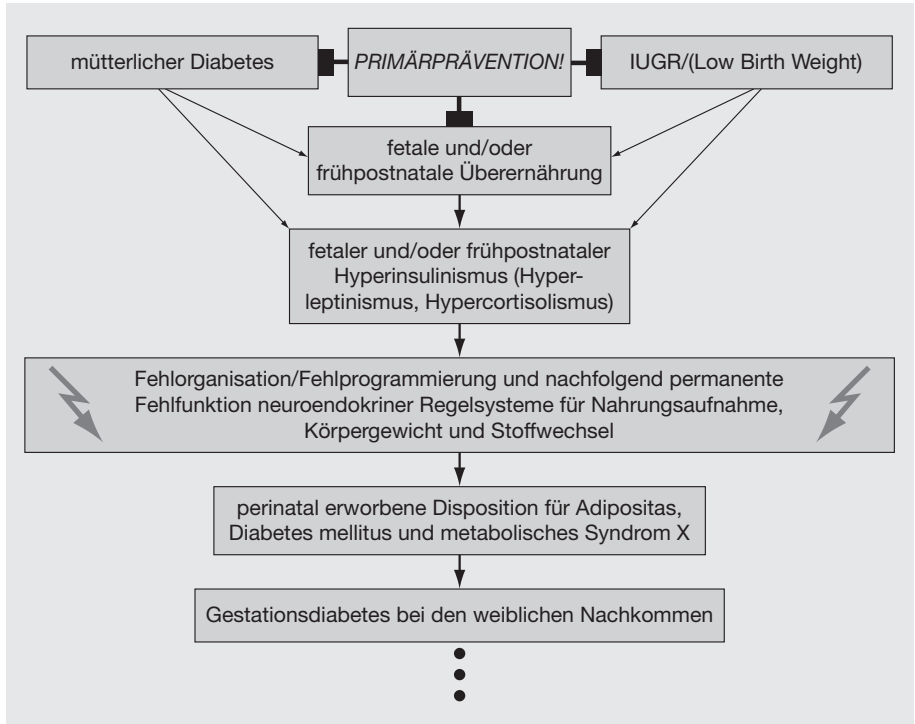 mütterlicher Diabetes
PRIMÄRPRÄVENTION!
IUGR/(Low Birth Weight)
fetale und/oder
frühpostnatale Überernährung
fetaler und/oder frühpostnataler
Hyperinsulinismus (Hyper-
leptinismus, Hypercortisolismus)
Fehlorganisation/Fehlprogrammierung und nachfolgend permanente
Fehlfunktion neuroendokriner Regelsysteme für Nahrungsaufnahme,
Körpergewicht und Stoffwechsel
perinatal erworbene Disposition für Adipositas,
Diabetes mellitus und metabolisches Syndrom X
Gestationsdiabetes bei den weiblichen Nachkommen